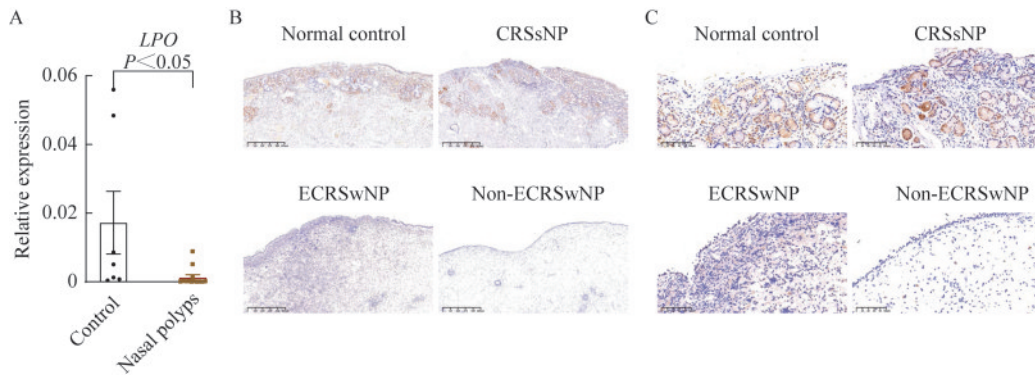 A
LPO
P<0.05
0.06
0.04
0.02
0
Relative expression
Control
Nasal polyps
B
Normal control
CRSsNP
ECRSwNP
Non-ECRSwNP
C
Normal control
CRSsNP
ECRSwNP
Non-ECRSwNP